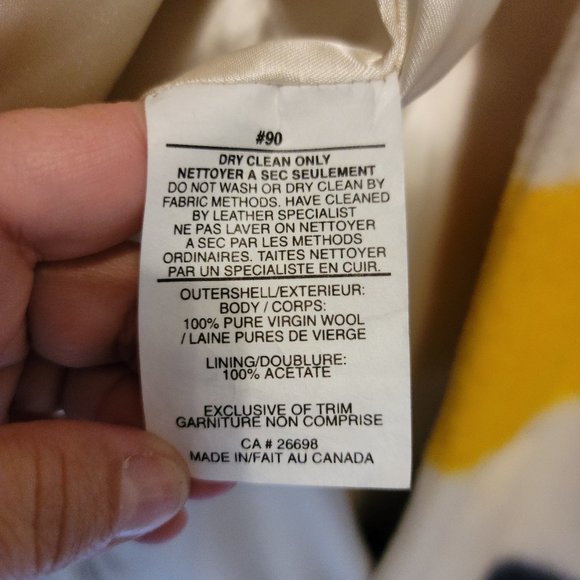 #90
DRY CLEAN ONLY
NETTOYER A SEC SEULEMENT
DO NOT WASH OR DRY CLEAN BY
FABRIC METHODS. HAVE CLEANED
BY LEATHER SPECIALIST
NE PAS LAVER ON NETTOYER
A SEC PAR LES METHODS
ORDINAIRES. TAITES NETTOYER
PAR UN SPECIALISTE EN CUIR.
OUTERSHELL/EXTERIEUR:
BODY / CORPS:
100% PURE VIRGIN WOOL
/ LAINE PURES DE VIERGE
LINING/DOUBLURE:
100% ACETATE
EXCLUSIVE OF TRIM
GARNITURE NON COMPRISE
CA # 26698
MADE IN/FAIT AU CANADA